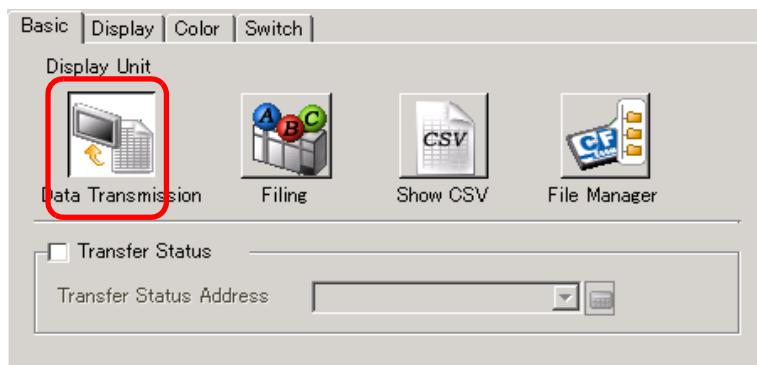 Basic Display Color Switch
Display Unit
A B C CSV CF
Data Transmission Filing Show CSV File Manager
Transfer Status
Transfer Status Address